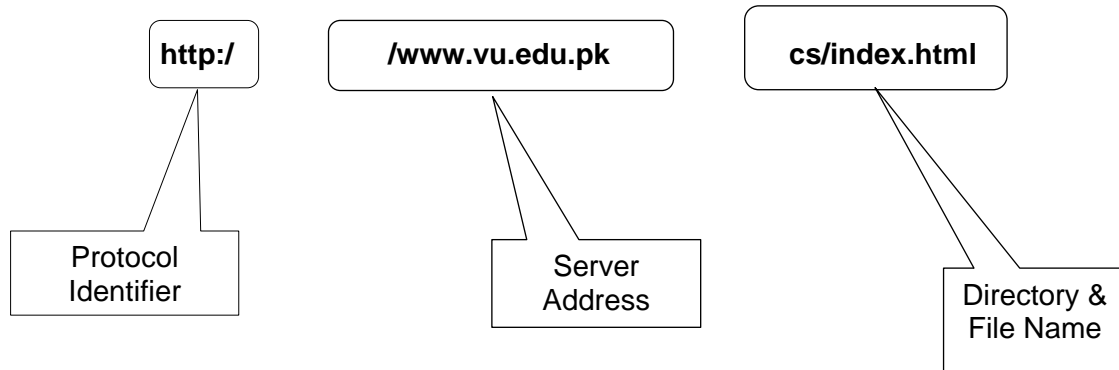 http:/
/www.vu.edu.pk
cs/index.html
Protocol
Identifier
Server
Address
Directory &
File Name